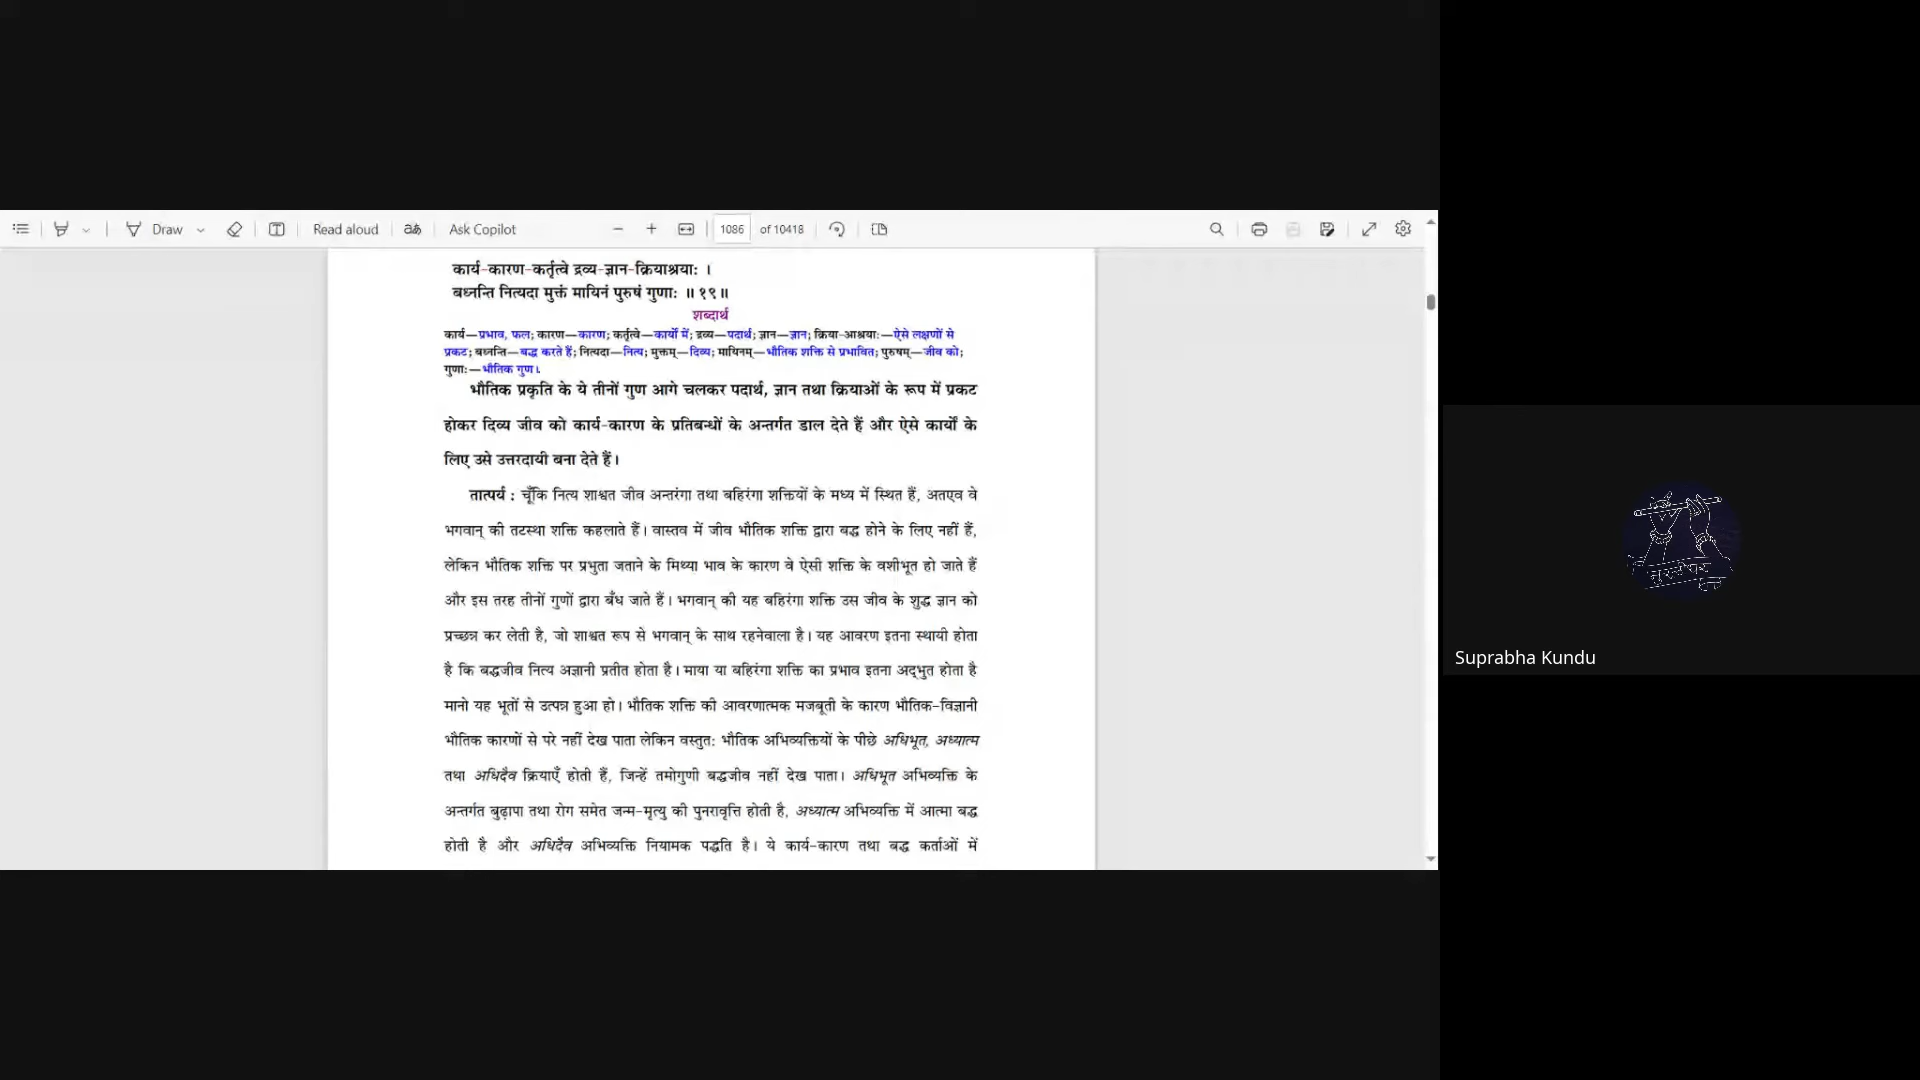 Draw
Read aloud
Ask Copilot
1086 of 10418
कार्य-कारण-कर्तृत्वे द्रव्य-ज्ञान-क्रियाश्रयाः ।
बध्नन्ति नित्यदा मुक्तं मायिनं पुरुषं गुणाः ॥ १९॥
शब्दार्थ
कार्य—प्रभाव, फल; कारण—कारण; कर्तृत्वे—कार्यों में; द्रव्य—पदार्थ; ज्ञान—ज्ञान; क्रिया-आश्रयाः—ऐसे लक्षणों से
प्रकट; बध्नन्ति—बद्ध करते हैं; नित्यदा—नित्य; मुक्तम्—दिव्य; मायिनम्—भौतिक शक्ति से प्रभावित; पुरुषम्—जीव को;
गुणाः—भौतिक गुण।
भौतिक प्रकृति के ये तीनों गुण आगे चलकर पदार्थ, ज्ञान तथा क्रियाओं के रूप में प्रकट
होकर दिव्य जीव को कार्य-कारण के प्रतिबन्धों के अन्तर्गत डाल देते हैं और ऐसे कार्यों के
लिए उसे उत्तरदायी बना देते हैं।
तात्पर्य : चूँकि नित्य शाश्वत जीव अन्तरंगा तथा बहिरंगा शक्तियों के मध्य में स्थित हैं, अतएव वे
भगवान् की तटस्था शक्ति कहलाते हैं। वास्तव में जीव भौतिक शक्ति द्वारा बद्ध होने के लिए नहीं हैं,
लेकिन भौतिक शक्ति पर प्रभुता जताने के मिथ्या भाव के कारण वे ऐसी शक्ति के वशीभूत हो जाते हैं
और इस तरह तीनों गुणों द्वारा बँध जाते हैं। भगवान् की यह बहिरंगा शक्ति उस जीव के शुद्ध ज्ञान को
प्रच्छन्न कर लेती है, जो शाश्वत रूप से भगवान् के साथ रहनेवाला है। यह आवरण इतना स्थायी होता
है कि बद्धजीव नित्य अज्ञानी प्रतीत होता है। माया या बहिरंगा शक्ति का प्रभाव इतना अद्भुत होता है
मानो यह भूतों से उत्पन्न हुआ हो। भौतिक शक्ति की आवरणात्मक मजबूती के कारण भौतिक-विज्ञानी
भौतिक कारणों से परे नहीं देख पाता लेकिन वस्तुतः भौतिक अभिव्यक्तियों के पीछे अधिभूत, अध्यात्म
तथा अधिदैव क्रियाएँ होती हैं, जिन्हें तमोगुणी बद्धजीव नहीं देख पाता। अधिभूत अभिव्यक्ति के
अन्तर्गत बुढ़ापा तथा रोग समेत जन्म-मृत्यु की पुनरावृत्ति होती है, अध्यात्म अभिव्यक्ति में आत्मा बद्ध
होती है और अधिदैव अभिव्यक्ति नियामक पद्धति है। ये कार्य-कारण तथा बद्ध कर्ताओं में
Suprabha Kundu